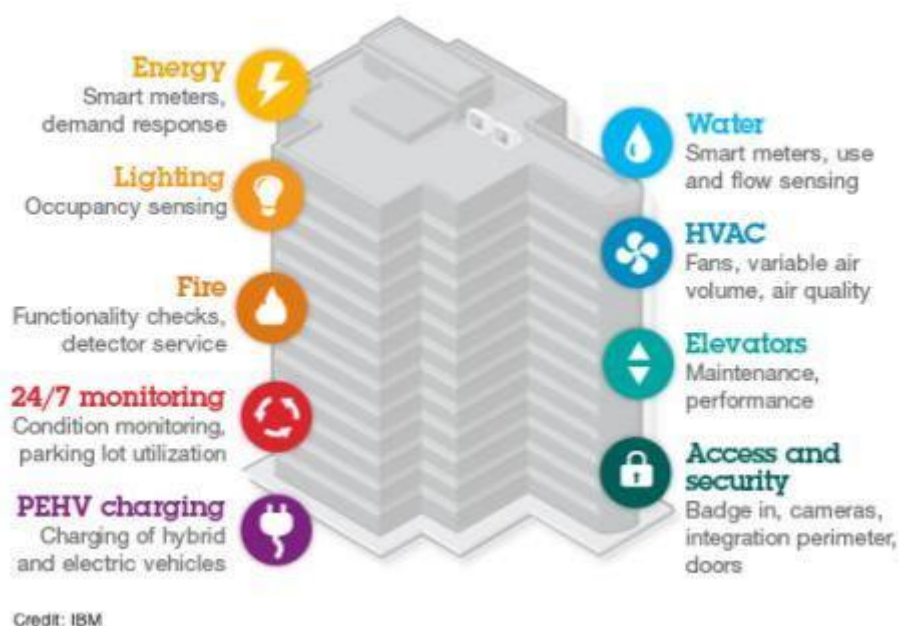 Energy
Smart meters,
demand response
Lighting
Occupancy sensing
Fire
Functionality checks,
detector service
24/7 monitoring
Condition monitoring,
parking lot utilization
PEHV charging
Charging of hybrid
and electric vehicles
Water
Smart meters, use
and flow sensing
HVAC
Fans, variable air
volume, air quality
Elevators
Maintenance,
performance
Access and
security
Badge in, cameras,
integration perimeter,
doors
Credit: IBM